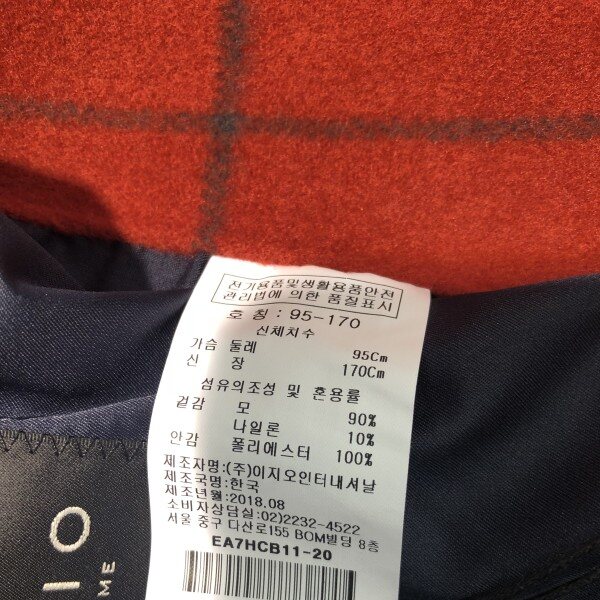 전기용품및생활용품안전
관리법에 의한 품질표시
호 칭 : 95-170
신체치수
가슴 둘레 95Cm
신 장 170Cm
섬유의조성 및 혼용률
겉감 모 90%
나일론 10%
안감 폴리에스터 100%
제조자명:(주)이지오인터내셔날
제조국명:한국
제조년월:2018.08
소비자상담실:02)2232-4522
서울 중구 다산로155 BOM빌딩 8층
EA7HCB11-20
IO
ME